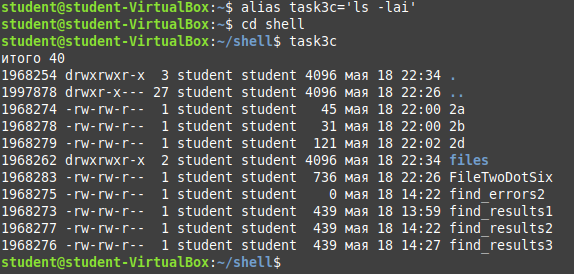 student@student-VirtualBox:~$ alias task3c='ls -lai'
student@student-VirtualBox:~$ cd shell
student@student-VirtualBox:~/shell$ task3c
итого 40
1968254 drwxrwxr-x  3 student student 4096 мая 18 22:34 .
1997878 drwxr-x--- 27 student student 4096 мая 18 22:26 ..
1968274 -rw-rw-r--  1 student student   45 мая 18 22:00 2a
1968278 -rw-rw-r--  1 student student   31 мая 18 22:00 2b
1968279 -rw-rw-r--  1 student student  121 мая 18 22:02 2d
1968262 drwxrwxr-x  2 student student 4096 мая 18 22:34 files
1968283 -rw-rw-r--  1 student student  736 мая 18 22:26 FileTwoDotSix
1968275 -rw-rw-r--  1 student student    0 мая 18 14:22 find_errors2
1968273 -rw-rw-r--  1 student student  439 мая 18 13:59 find_results1
1968277 -rw-rw-r--  1 student student  439 мая 18 14:22 find_results2
1968276 -rw-rw-r--  1 student student  439 мая 18 14:27 find_results3
student@student-VirtualBox:~/shell$